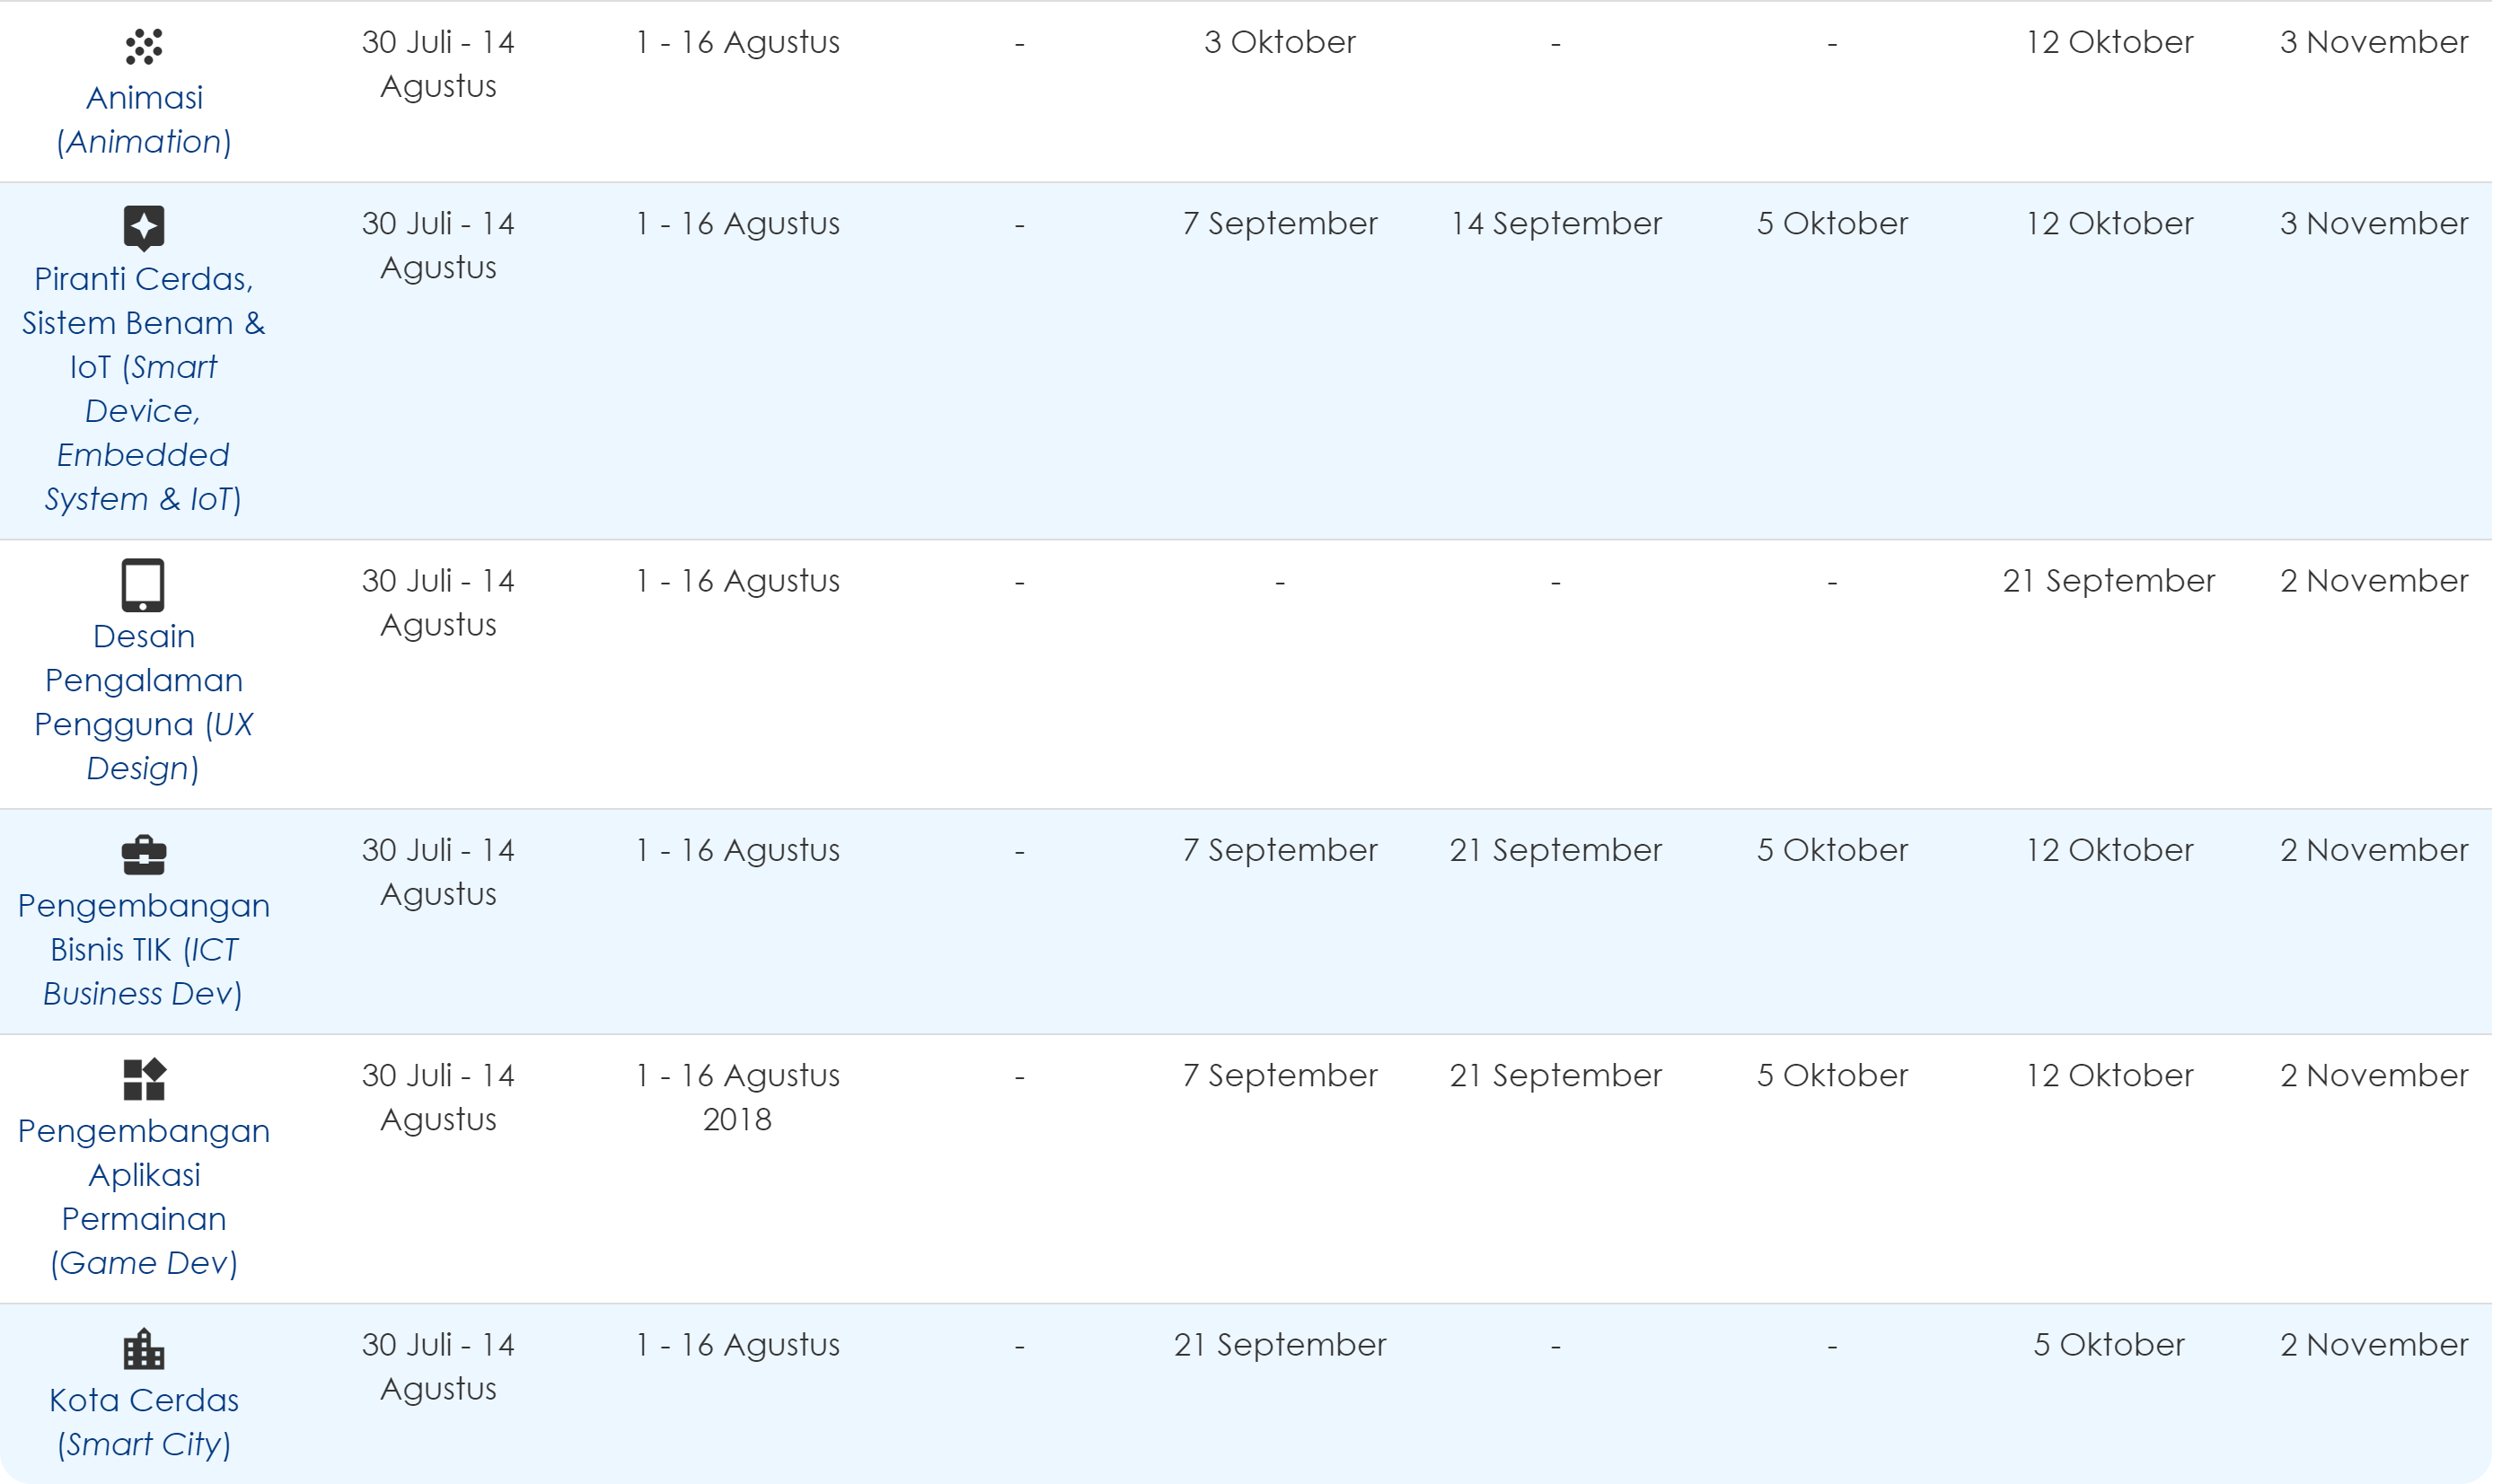 30 Juli - 14 1 - 16 Agustus - 3 Oktober - - 12 Oktober 3 November
Agustus
Animasi
(Animation)
30 Juli - 14 1 - 16 Agustus - 7 September 14 September 5 Oktober 12 Oktober 3 November
Agustus
Piranti Cerdas,
Sistem Benam &
IoT (Smart
Device,
Embedded
System & IoT)
30 Juli - 14 1 - 16 Agustus - - - - 21 September 2 November
Agustus
Desain
Pengalaman
Pengguna (UX
Design)
30 Juli - 14 1 - 16 Agustus - 7 September 21 September 5 Oktober 12 Oktober 2 November
Agustus
Pengembangan
Bisnis TIK (ICT
Business Dev)
30 Juli - 14 1 - 16 Agustus - 7 September 21 September 5 Oktober 12 Oktober 2 November
Agustus 2018
Pengembangan
Aplikasi
Permainan
(Game Dev)
30 Juli - 14 1 - 16 Agustus - 21 September - - 5 Oktober 2 November
Agustus
Kota Cerdas
(Smart City)